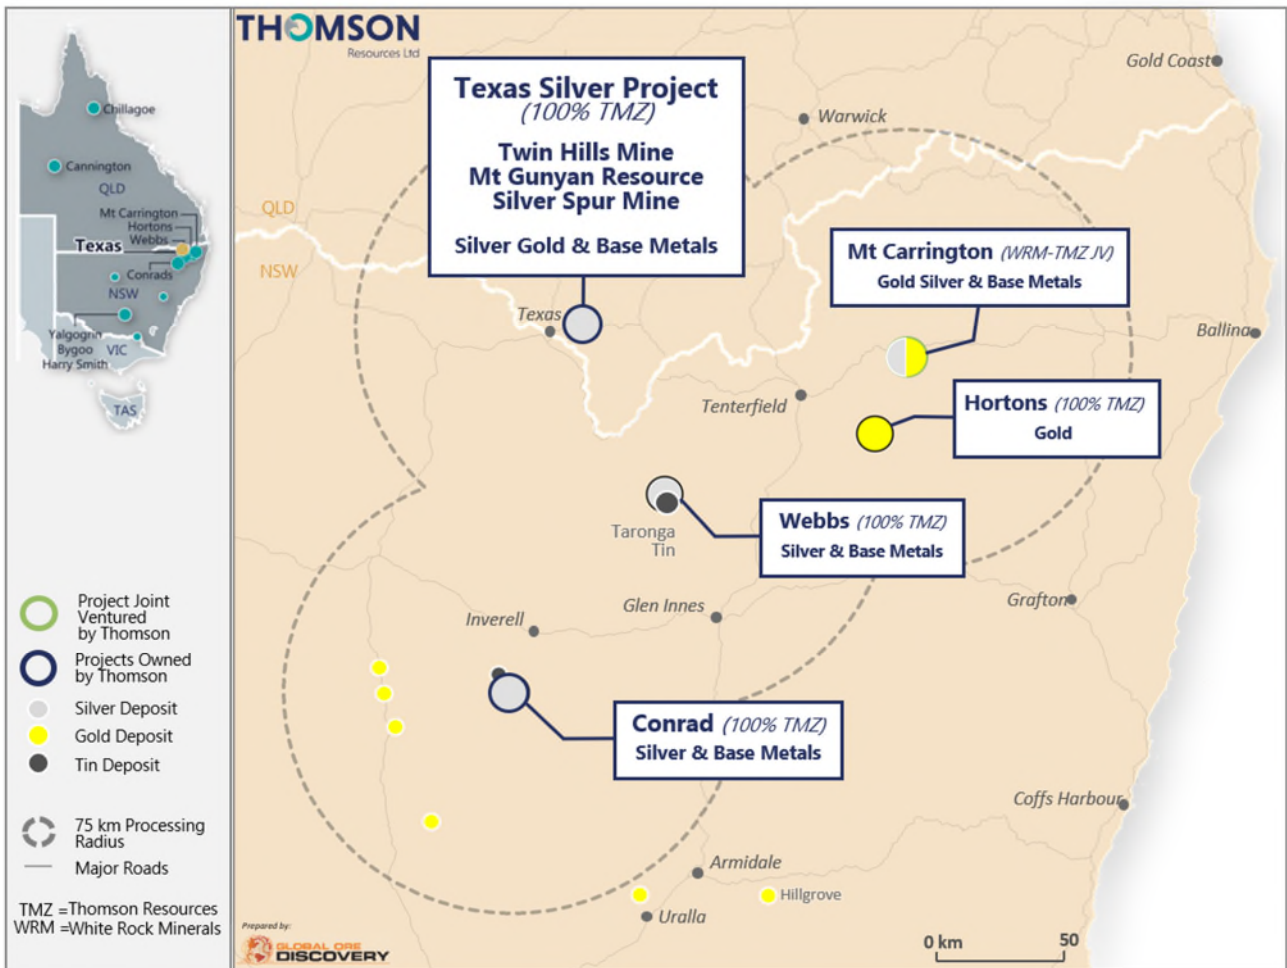 THOMSON
Resources Ltd
Chillagoe
Cannington
QLD
Mt Carrington
Hortons
Webbs
Texas
Conrads
NSW
Yalgogrin
Bygoo
Harry Smith
VIC
TAS
Project Joint
Ventured
by Thomson
Projects Owned
by Thomson
Silver Deposit
Gold Deposit
Tin Deposit
75 km Processing
Radius
Major Roads
TMZ =Thomson Resources
WRM =White Rock Minerals
Texas Silver Project
(100% TMZ)
Twin Hills Mine
Mt Gunyan Resource
Silver Spur Mine
Silver Gold & Base Metals
Gold Coast
Warwick
QLD
NSW
Mt Carrington (WRM-TMZ JV)
Gold Silver & Base Metals
Texas
Ballina
Tenterfield
Hortons (100% TMZ)
Gold
Taronga
Tin
Webbs (100% TMZ)
Silver & Base Metals
Grafton
Glen Innes
Inverell
Conrad (100% TMZ)
Silver & Base Metals
Coffs Harbour
Armidale
Hillgrove
Uralla
Prepared by:
GLOBAL ORE
DISCOVERY
0 km 50